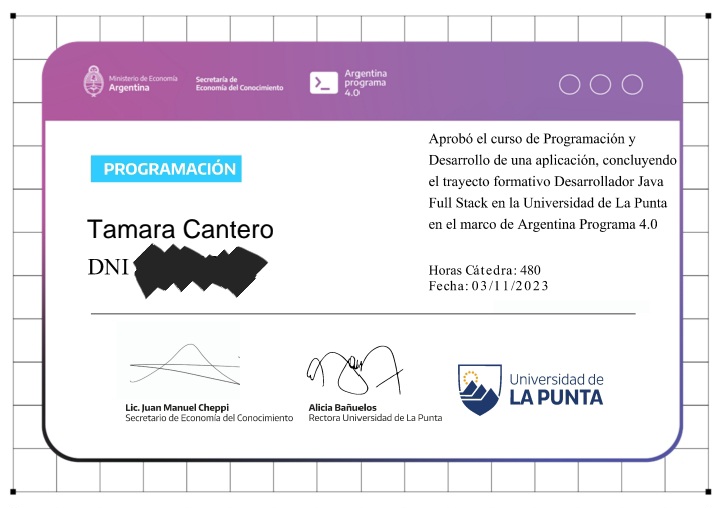 Ministerio de Economía
Argentina
Secretaría de
Economía del Conocimiento
>_
Argentina
programa
4.0
PROGRAMACIÓN
Tamara Cantero
DNI
Aprobó el curso de Programación y
Desarrollo de una aplicación, concluyendo
el trayecto formativo Desarrollador Java
Full Stack en la Universidad de La Punta
en el marco de Argentina Programa 4.0
Horas Cátedra: 480
Fecha: 03/11/2023
Lic. Juan Manuel Cheppi
Secretario de Economía del Conocimiento
Alicia Bañuelos
Rectora Universidad de La Punta
Universidad de
LA PUNTA